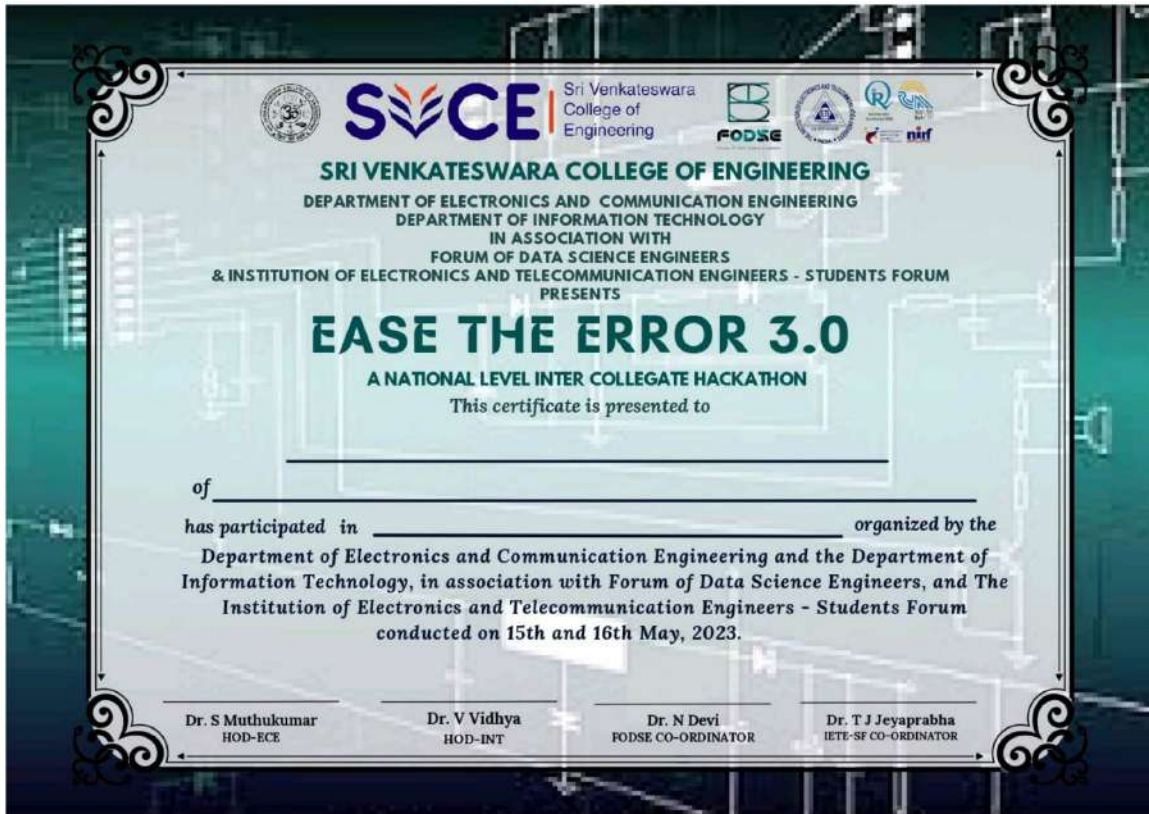 SVCE
Sri Venkateswara
College of
Engineering
FODSE
nirf
SRI VENKATESWARA COLLEGE OF ENGINEERING
DEPARTMENT OF ELECTRONICS AND COMMUNICATION ENGINEERING
DEPARTMENT OF INFORMATION TECHNOLOGY
IN ASSOCIATION WITH
FORUM OF DATA SCIENCE ENGINEERS
& INSTITUTION OF ELECTRONICS AND TELECOMMUNICATION ENGINEERS - STUDENTS FORUM
PRESENTS
EASE THE ERROR 3.0
A NATIONAL LEVEL INTER COLLEGATE HACKATHON
This certificate is presented to
of
has participated in organized by the
Department of Electronics and Communication Engineering and the Department of
Information Technology, in association with Forum of Data Science Engineers, and The
Institution of Electronics and Telecommunication Engineers - Students Forum
conducted on 15th and 16th May, 2023.
Dr. S Muthukumar
HOD-ECE
Dr. V Vidhya
HOD-INT
Dr. N Devi
FODSE CO-ORDINATOR
Dr. T J Jeyaprabha
IETE-SF CO-ORDINATOR